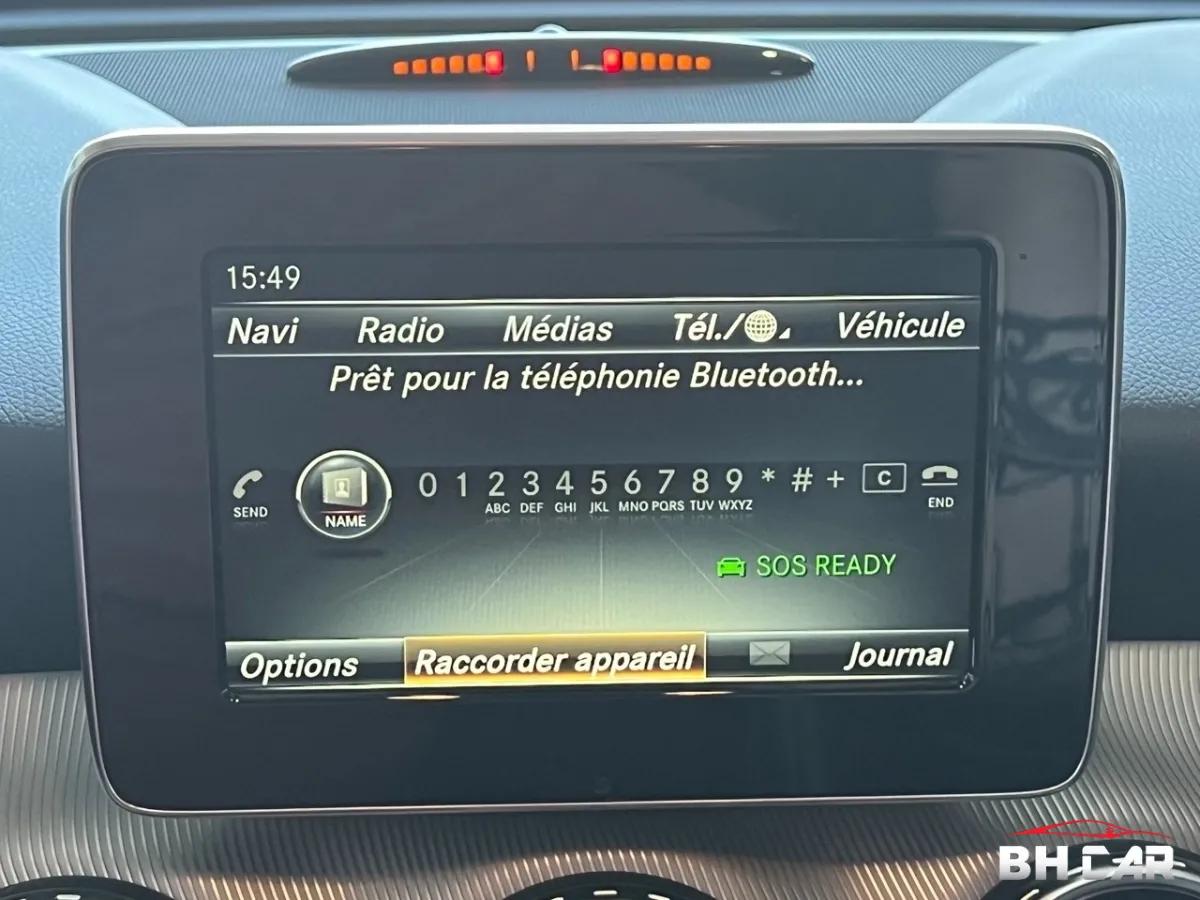 15:49
Navi Radio Médias Tél./ Véhicule
Prêt pour la téléphonie Bluetooth...
0 1 2 3 4 5 6 7 8 9 * # + C
SEND NAME ABC DEF GHI JKL MNO PQRS TUV WXYZ END
SOS READY
Options Raccorder appareil Journal
BH CAR